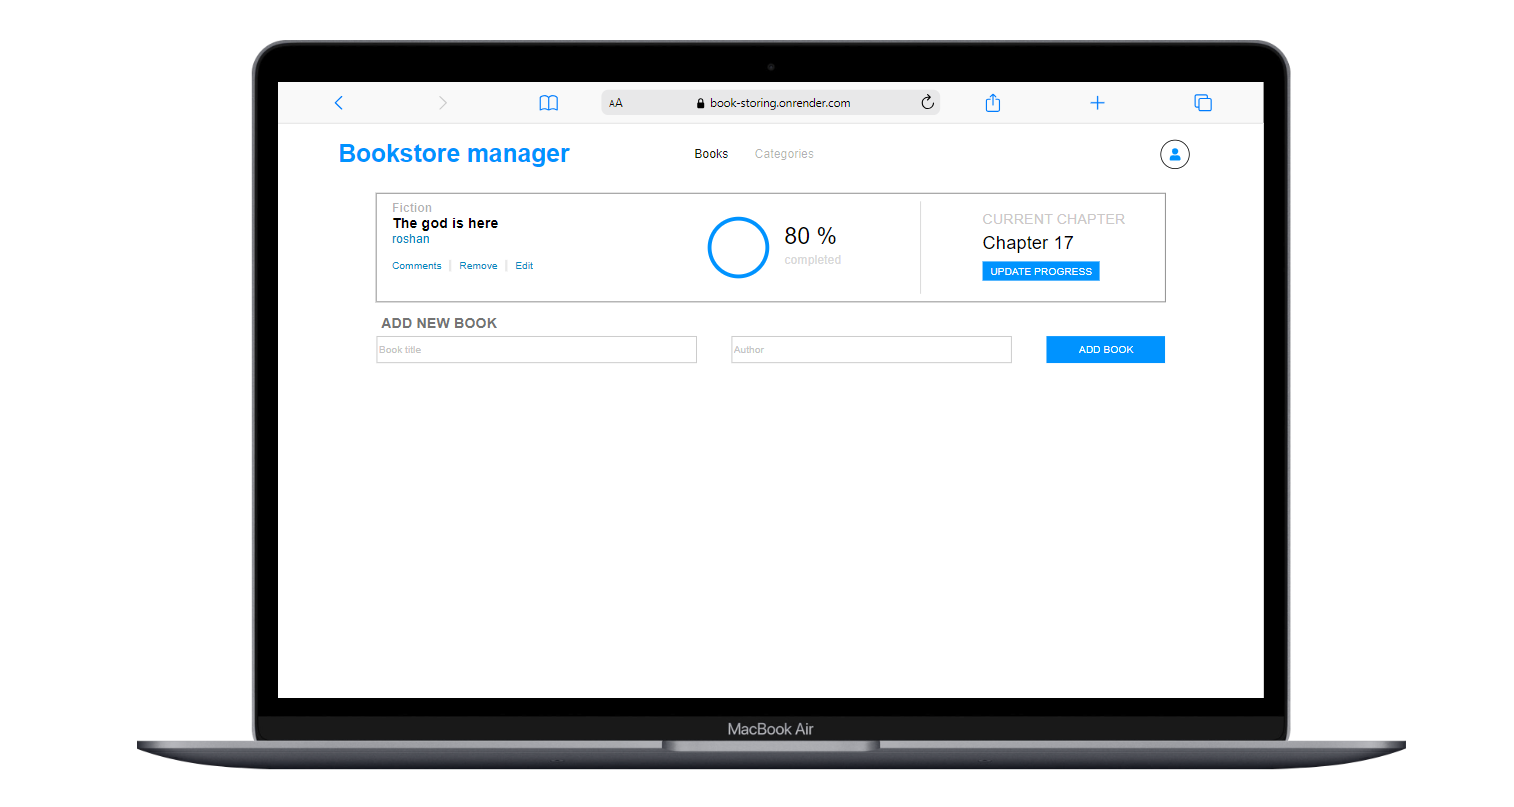 AA book-storing.onrender.com
Bookstore manager Books Categories
Fiction
The god is here
roshan
Comments | Remove | Edit
80 %
completed
CURRENT CHAPTER
Chapter 17
UPDATE PROGRESS
ADD NEW BOOK
Book title Author ADD BOOK
MacBook Air